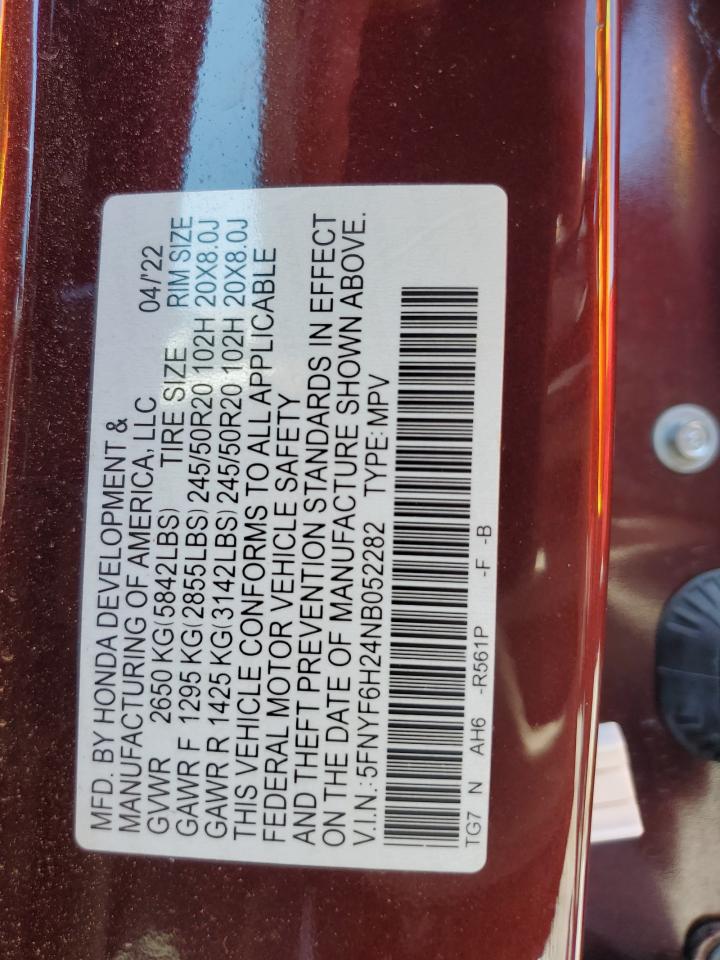 MFD. BY HONDA DEVELOPMENT &
MANUFACTURING OF AMERICA, LLC 04/'22
GVWR 2650 KG(5842LBS) TIRE SIZE RIM SIZE
GAWR F 1295 KG(2855LBS) 245/50R20 102H 20X8.0J
GAWR R 1425 KG(3142LBS) 245/50R20 102H 20X8.0J
THIS VEHICLE CONFORMS TO ALL APPLICABLE
FEDERAL MOTOR VEHICLE SAFETY
AND THEFT PREVENTION STANDARDS IN EFFECT
ON THE DATE OF MANUFACTURE SHOWN ABOVE.
V.I.N.: 5FNYF6H24NB052282 TYPE: MPV
TG7 N AH6 -R561P -F -B